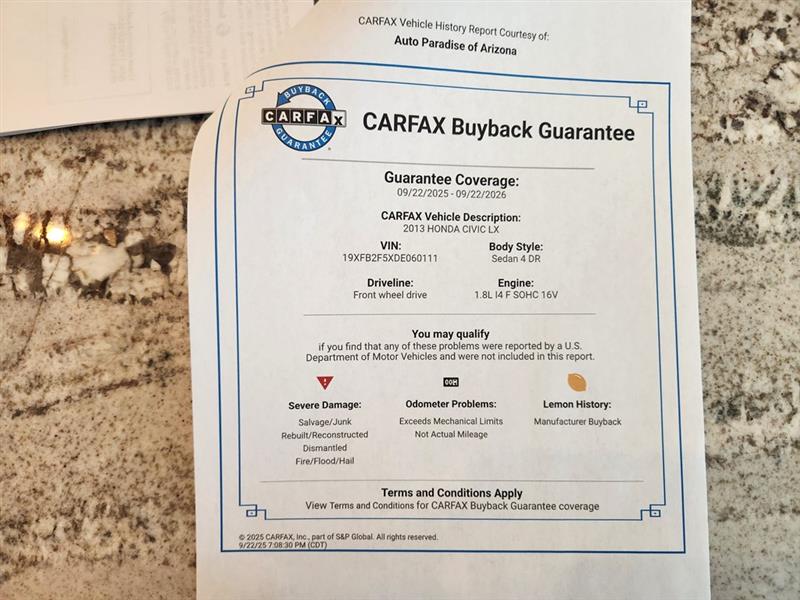 CARFAX Vehicle History Report Courtesy of:
Auto Paradise of Arizona
BUYBACK
CARFAX
GUARANTEE
CARFAX Buyback Guarantee
Guarantee Coverage:
09/22/2025 - 09/22/2026
CARFAX Vehicle Description:
2013 HONDA CIVIC LX
VIN: Body Style:
19XFB2F5XDE060111 Sedan 4 DR
Driveline: Engine:
Front wheel drive 1.8L I4 F SOHC 16V
You may qualify
if you find that any of these problems were reported by a U.S.
Department of Motor Vehicles and were not included in this report.
Severe Damage: Odometer Problems: Lemon History:
Salvage/Junk Exceeds Mechanical Limits Manufacturer Buyback
Rebuilt/Reconstructed Not Actual Mileage
Dismantled
Fire/Flood/Hail
Terms and Conditions Apply
View Terms and Conditions for CARFAX Buyback Guarantee coverage
© 2025 CARFAX, Inc., part of S&P Global. All rights reserved.
9/22/25 7:08:30 PM (CDT)